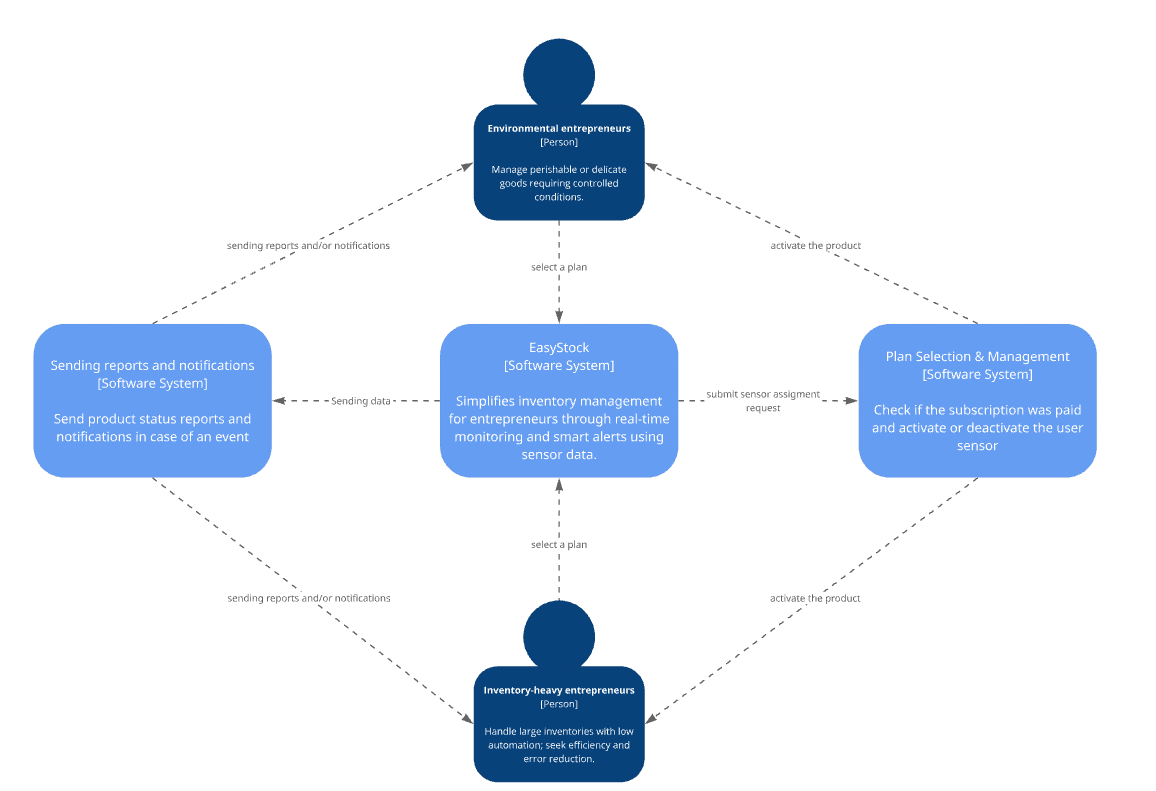 Environmental entrepreneurs
[Person]
Manage perishable or delicate
goods requiring controlled
conditions.
sending reports and/or notifications
activate the product
select a plan
Sending reports and notifications
[Software System]
Send product status reports and
notifications in case of an event
Sending data
EasyStock
[Software System]
Simplifies inventory management
for entrepreneurs through real-time
monitoring and smart alerts using
sensor data.
submit sensor assigment
request
Plan Selection & Management
[Software System]
Check if the subscription was paid
and activate or deactivate the user
sensor
select a plan
sending reports and/or notifications
activate the product
Inventory-heavy entrepreneurs
[Person]
Handle large inventories with low
automation; seek efficiency and
error reduction.